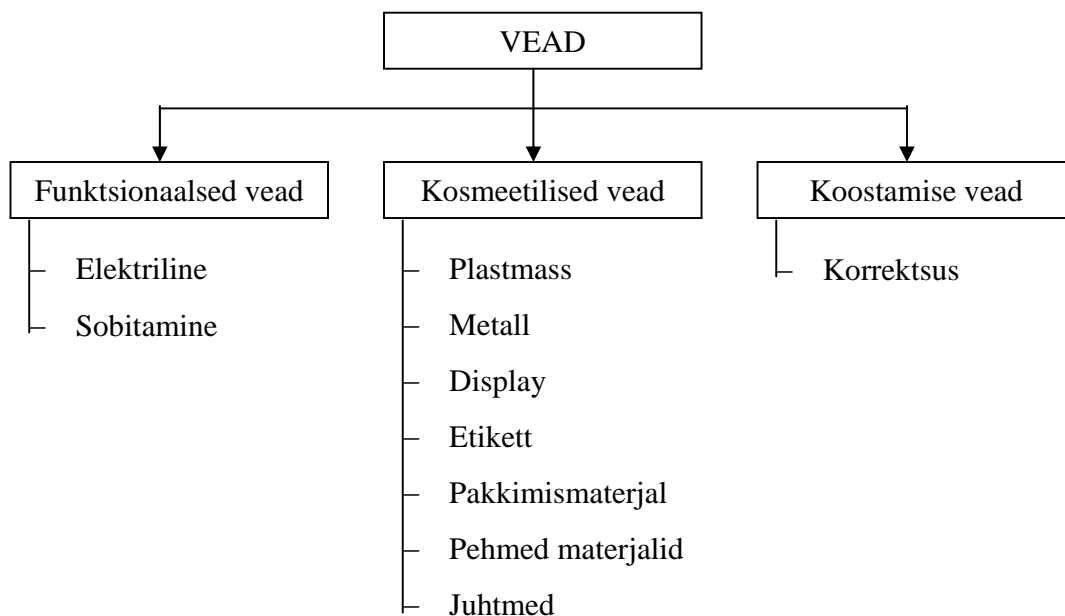 VEAD
Funktsionaalsed vead
Elektriline
Sobitamine
Kosmeetilised vead
Plastmass
Metall
Display
Etikett
Pakkimismaterjal
Pehmed materjalid
Juhtmed
Koostamise vead
Korrektsus